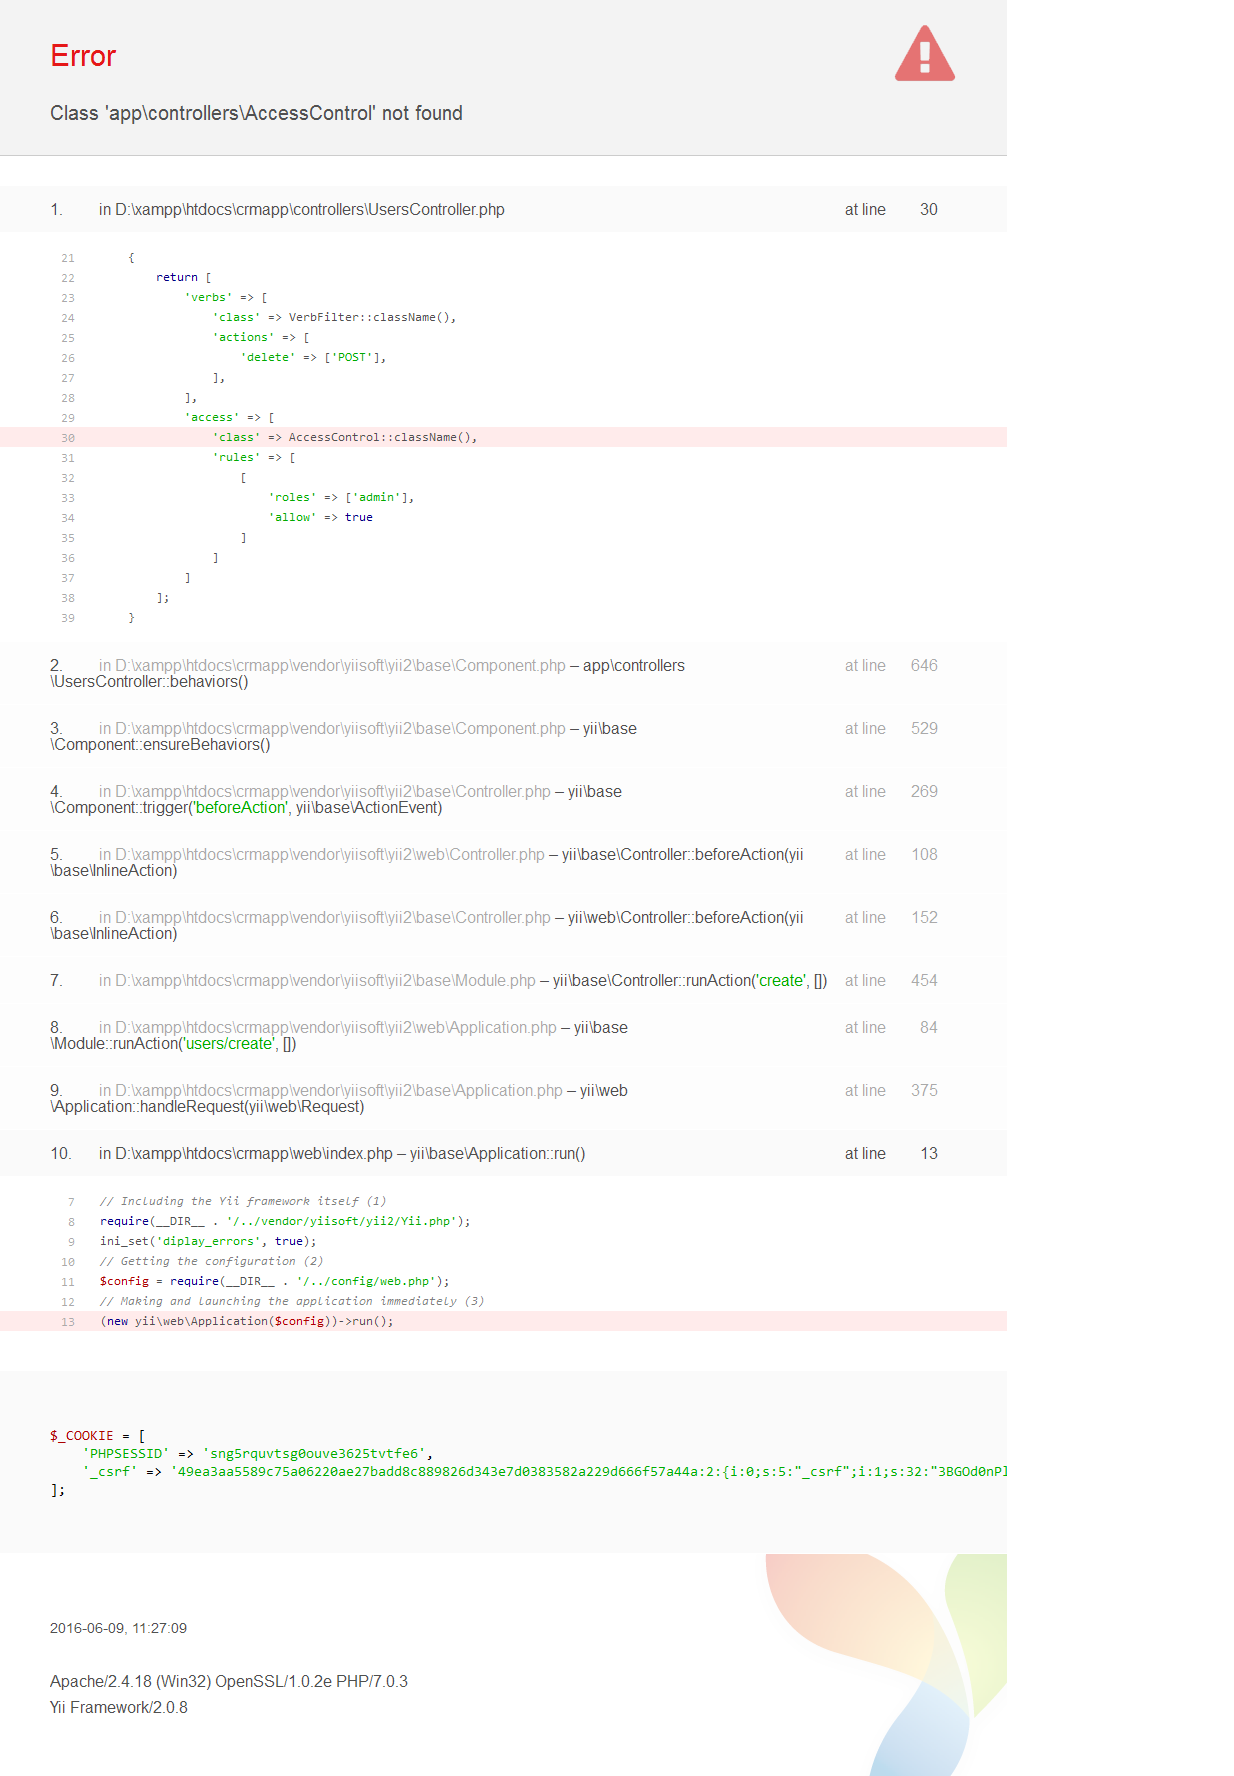 Error
Class 'app\controllers\AccessControl' not found
1. in D:\xampp\htdocs\crmapp\controllers\UsersController.php at line 30
21 {
22 return [
23 'verbs' => [
24 'class' => VerbFilter::className(),
25 'actions' => [
26 'delete' => ['POST'],
27 ],
28 ],
29 'access' => [
30 'class' => AccessControl::className(),
31 'rules' => [
32 [
33 'roles' => ['admin'],
34 'allow' => true
35 ]
36 ]
37 ]
38 ];
39 }
2. in D:\xampp\htdocs\crmapp\vendor\yiisoft\yii2\base\Component.php – app\controllers at line 646
\UsersController::behaviors()
3. in D:\xampp\htdocs\crmapp\vendor\yiisoft\yii2\base\Component.php – yii\base at line 529
\Component::ensureBehaviors()
4. in D:\xampp\htdocs\crmapp\vendor\yiisoft\yii2\base\Controller.php – yii\base at line 269
\Component::trigger('beforeAction', yii\base\ActionEvent)
5. in D:\xampp\htdocs\crmapp\vendor\yiisoft\yii2\web\Controller.php – yii\base\Controller::beforeAction(yii at line 108
\base\InlineAction)
6. in D:\xampp\htdocs\crmapp\vendor\yiisoft\yii2\base\Controller.php – yii\web\Controller::beforeAction(yii at line 152
\base\InlineAction)
7. in D:\xampp\htdocs\crmapp\vendor\yiisoft\yii2\base\Module.php – yii\base\Controller::runAction('create', []) at line 454
8. in D:\xampp\htdocs\crmapp\vendor\yiisoft\yii2\web\Application.php – yii\base at line 84
\Module::runAction('users/create', [])
9. in D:\xampp\htdocs\crmapp\vendor\yiisoft\yii2\base\Application.php – yii\web at line 375
\Application::handleRequest(yii\web\Request)
10. in D:\xampp\htdocs\crmapp\web\index.php – yii\base\Application::run() at line 13
7 // Including the Yii framework itself (1)
8 require(__DIR__ . '/../vendor/yiisoft/yii2/Yii.php');
9 ini_set('diplay_errors', true);
10 // Getting the configuration (2)
11 $config = require(__DIR__ . '/../config/web.php');
12 // Making and launching the application immediately (3)
13 (new yii\web\Application($config))->run();
$_COOKIE = [
'PHPSESSID' => 'sng5rquvtsg0ouve3625tvtfe6',
'_csrf' => '49ea3aa5589c75a06220ae27badd8c889826d343e7d0383582a229d666f57a44a:2:{i:0;s:5:"_csrf";i:1;s:32:"3BGOd0nP
];
2016-06-09, 11:27:09
Apache/2.4.18 (Win32) OpenSSL/1.0.2e PHP/7.0.3
Yii Framework/2.0.8